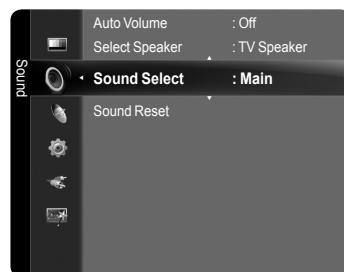 Sound
Auto Volume : Off
Select Speaker : TV Speaker
Sound Select : Main
Sound Reset